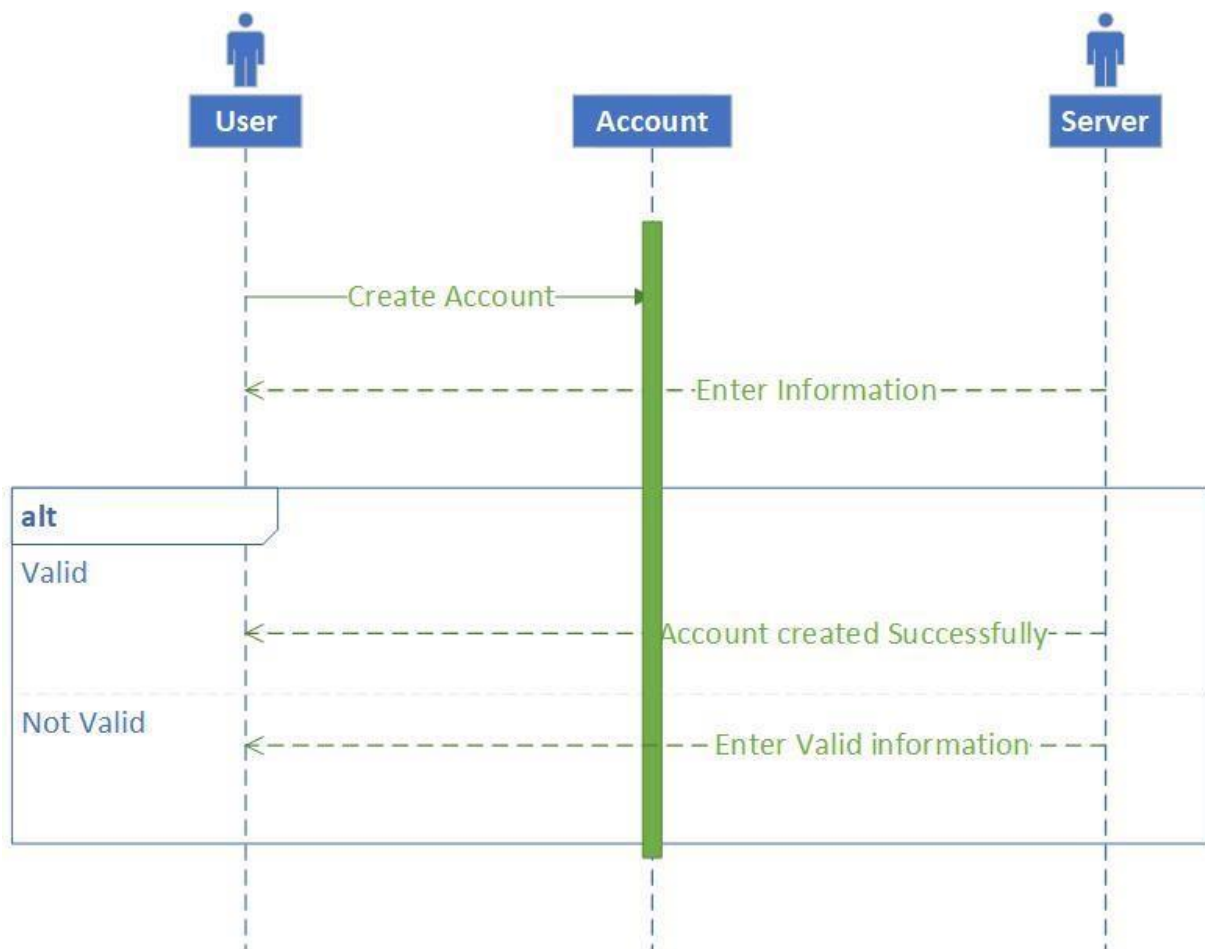 User
Account
Server
Create Account
Enter Information
alt
Valid
Account created Successfully
Not Valid
Enter Valid information